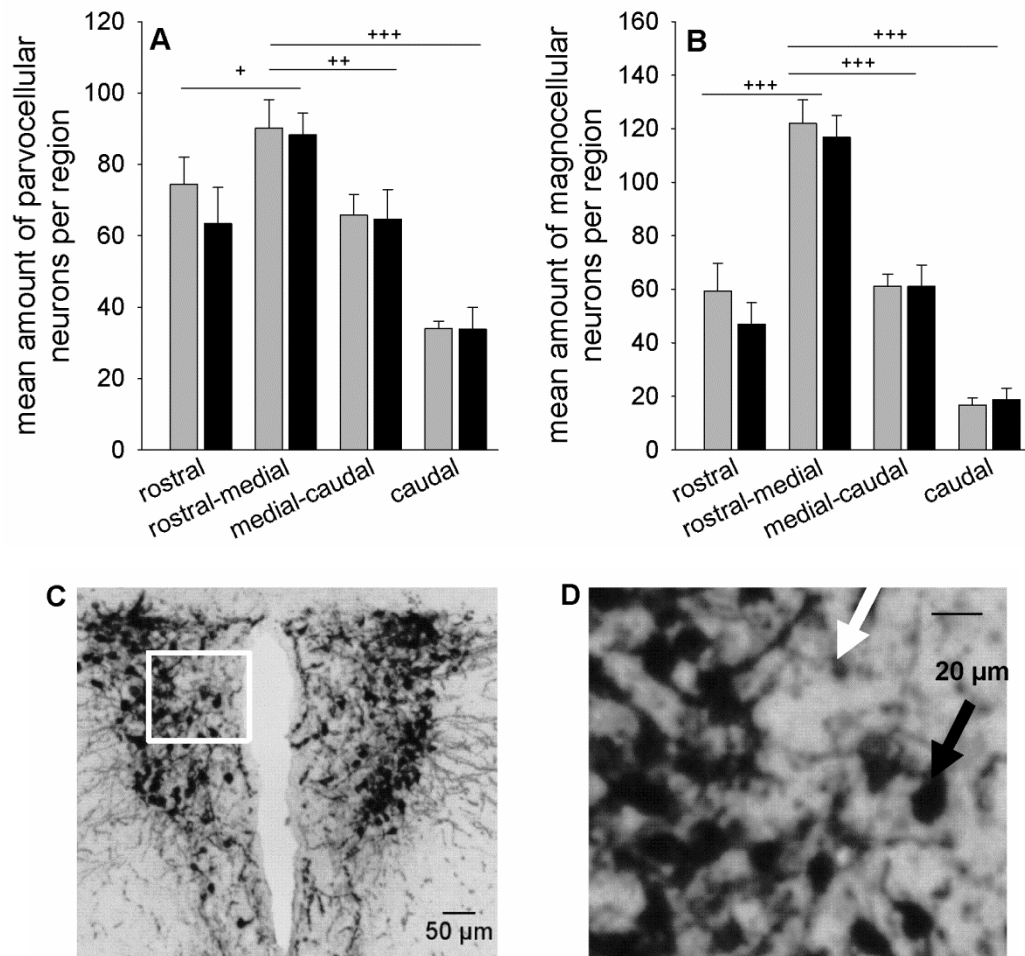 A
mean amount of parvocellular
neurons per region
120
100
80
60
40
20
0
+
++
+++
rostral
rostral-medial
medial-caudal
caudal
B
mean amount of magnocellular
neurons per region
160
140
120
100
80
60
40
20
0
+++
+++
+++
rostral
rostral-medial
medial-caudal
caudal
C
50 µm
D
20 µm